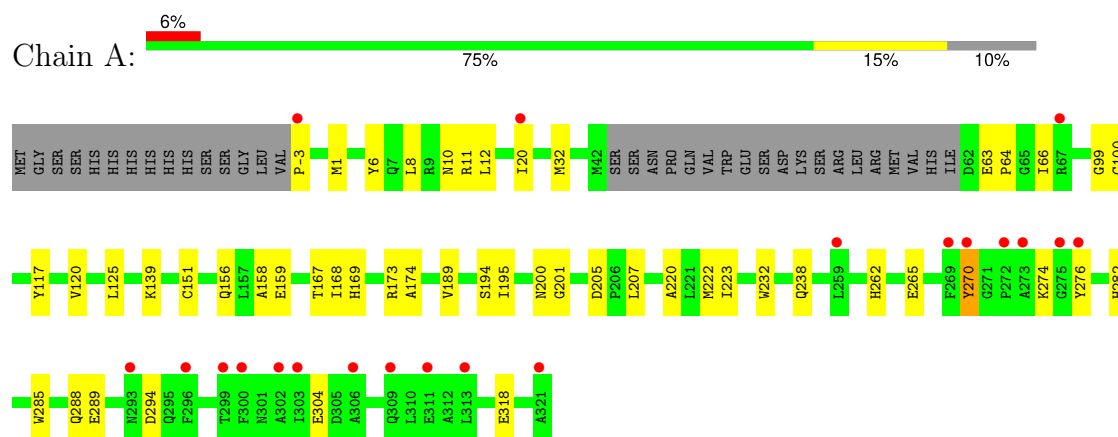 6%
Chain A:
75% 15% 10%
MET GLY SER SER HIS HIS HIS HIS HIS HIS SER SER GLY LEU VAL P-3 M1 Y6 Q7 L8 R9 N10 R11 L12 I20 M32 M42 SER SER ASN PRO GLN VAL TRP GLU SER ASP LYS SER ARG LEU ARG MET VAL HIS ILE D62 E63 P64 G65 I66 R67 G99
Y117 V120 L125 K139 C151 Q156 L157 A158 E159 T167 I168 H169 R173 A174 V189 S194 I195 N200 G201 D205 P206 L207 A220 L221 M222 I223 W232 Q238 L259 H262 E265 F269 Y270 G271 P272 A273 K274 G275 Y276
W285 Q288 E289 N293 D294 Q295 F296 T299 F300 N301 A302 I303 E304 D305 A306 Q309 L310 E311 A312 L313 E318 A321